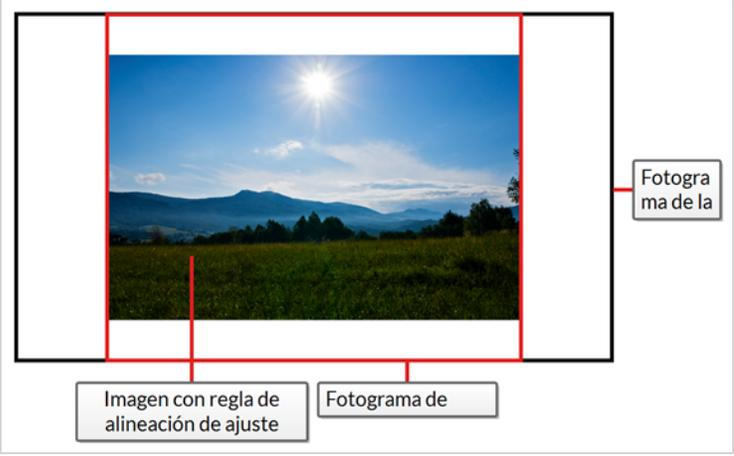 Fotogra
ma de la
Imagen con regla de
alineación de ajuste
Fotograma de